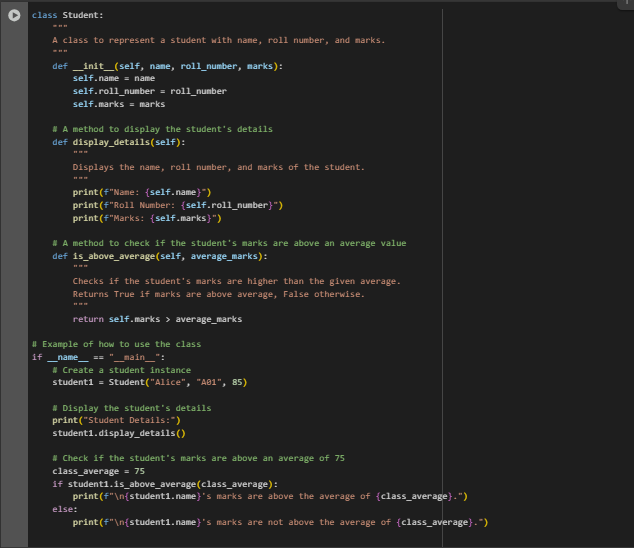 class Student:
    """
    A class to represent a student with name, roll number, and marks.
    """
    def __init__(self, name, roll_number, marks):
        self.name = name
        self.roll_number = roll_number
        self.marks = marks

    # A method to display the student's details
    def display_details(self):
        """
        Displays the name, roll number, and marks of the student.
        """
        print(f"Name: {self.name}")
        print(f"Roll Number: {self.roll_number}")
        print(f"Marks: {self.marks}")

    # A method to check if the student's marks are above an average value
    def is_above_average(self, average_marks):
        """
        Checks if the student's marks are higher than the given average.
        Returns True if marks are above average, False otherwise.
        """
        return self.marks > average_marks

# Example of how to use the class
if __name__ == "__main__":
    # Create a student instance
    student1 = Student("Alice", "A01", 85)

    # Display the student's details
    print("Student Details:")
    student1.display_details()

    # Check if the student's marks are above an average of 75
    class_average = 75
    if student1.is_above_average(class_average):
        print(f"\n{student1.name}'s marks are above the average of {class_average}.")
    else:
        print(f"\n{student1.name}'s marks are not above the average of {class_average}.")